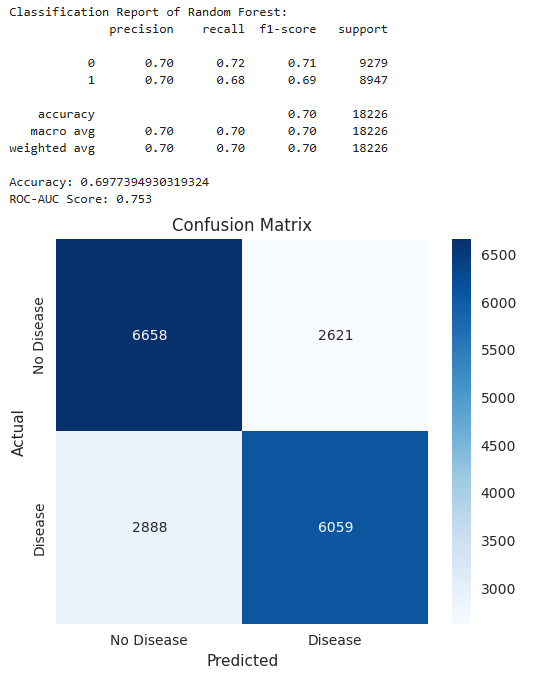 Classification Report of Random Forest:
precision recall f1-score support
0 0.70 0.72 0.71 9279
1 0.70 0.68 0.69 8947
accuracy 0.70 18226
macro avg 0.70 0.70 0.70 18226
weighted avg 0.70 0.70 0.70 18226
Accuracy: 0.6977394930319324
ROC-AUC Score: 0.753
Confusion Matrix
Actual
No Disease
6658 2621
Disease
2888 6059
No Disease Disease
Predicted
6500
6000
5500
5000
4500
4000
3500
3000